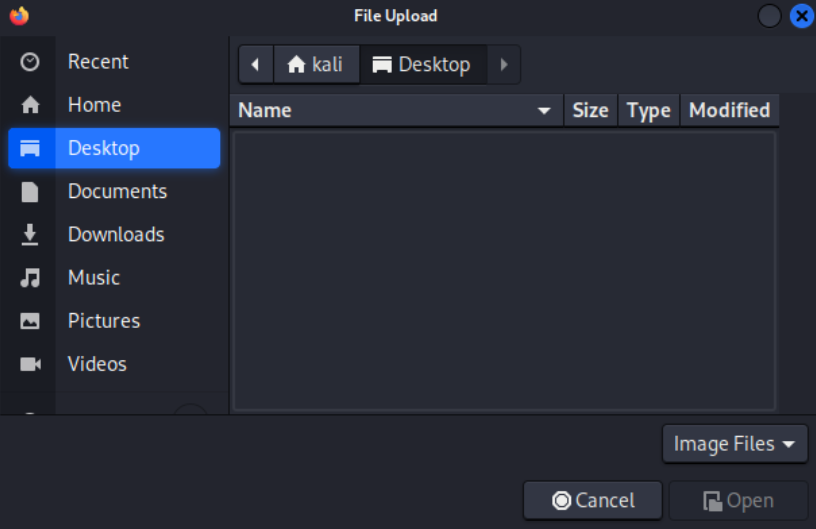 File Upload
Recent
Home
Desktop
Documents
Downloads
Music
Pictures
Videos
kali
Desktop
Name
Size
Type
Modified
Image Files
Cancel
Open